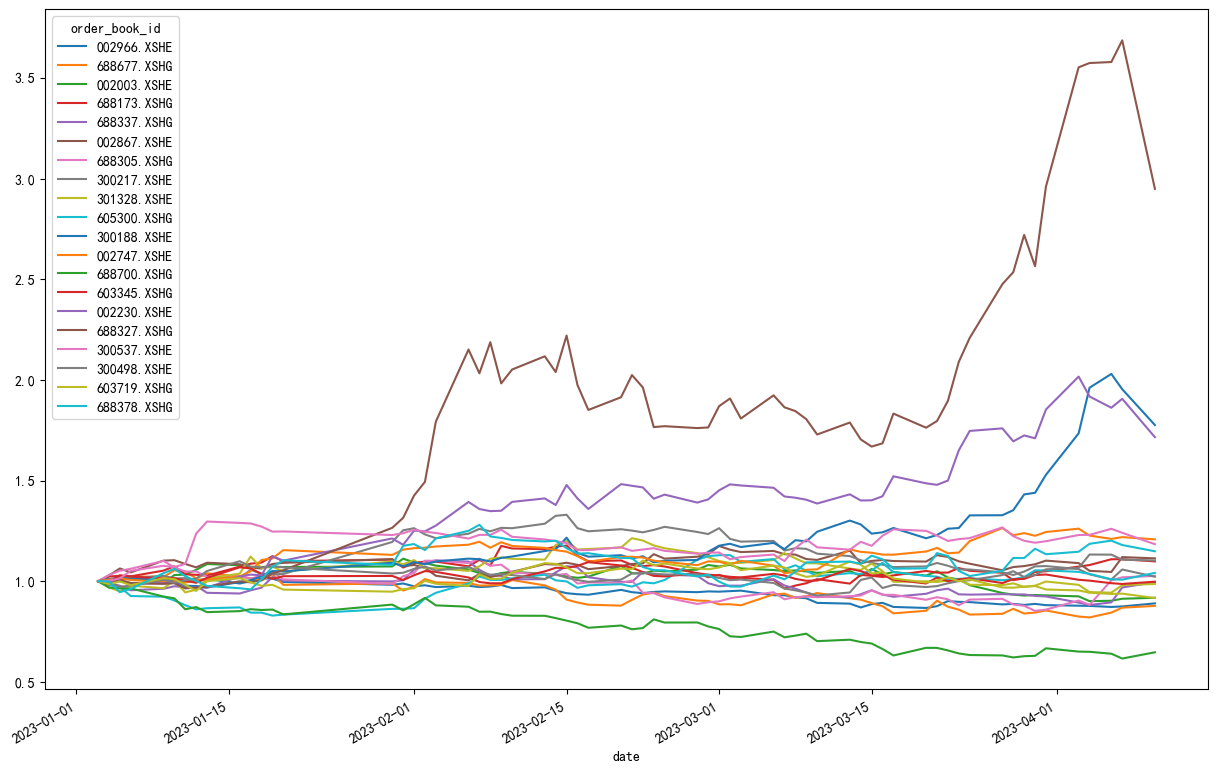 order_book_id
002966.XSHE
688677.XSHG
002003.XSHE
688173.XSHG
688337.XSHG
002867.XSHE
688305.XSHG
300217.XSHE
301328.XSHE
605300.XSHG
300188.XSHE
002747.XSHE
688700.XSHG
603345.XSHG
002230.XSHE
688327.XSHG
300537.XSHE
300498.XSHE
603719.XSHG
688378.XSHG
3.5
3.0
2.5
2.0
1.5
1.0
0.5
2023-01-01
2023-01-15
2023-02-01
2023-02-15
2023-03-01
2023-03-15
2023-04-01
date